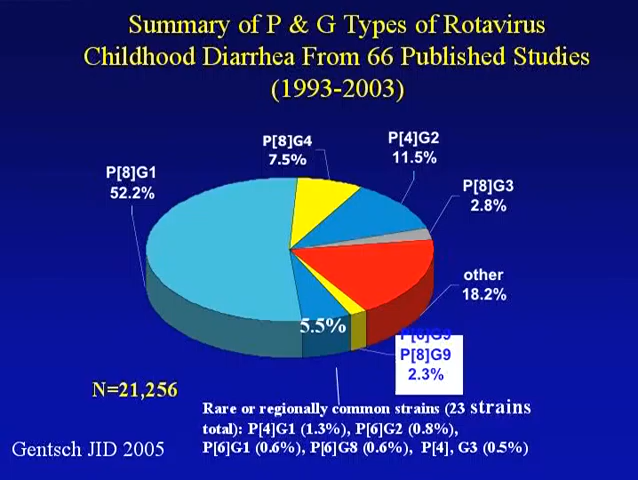 Summary of P & G Types of Rotavirus
Childhood Diarrhea From 66 Published Studies
(1993-2003)
P[8]G4
7.5%
P[4]G2
11.5%
P[8]G1
52.2%
P[8]G3
2.8%
other
18.2%
5.5%
P[6]G9
P[8]G9
2.3%
N=21,256
Rare or regionally common strains (23 strains
total): P[4]G1 (1.3%), P[6]G2 (0.8%),
P[6]G1 (0.6%), P[6]G8 (0.6%), P[4], G3 (0.5%)
Gentsch JID 2005